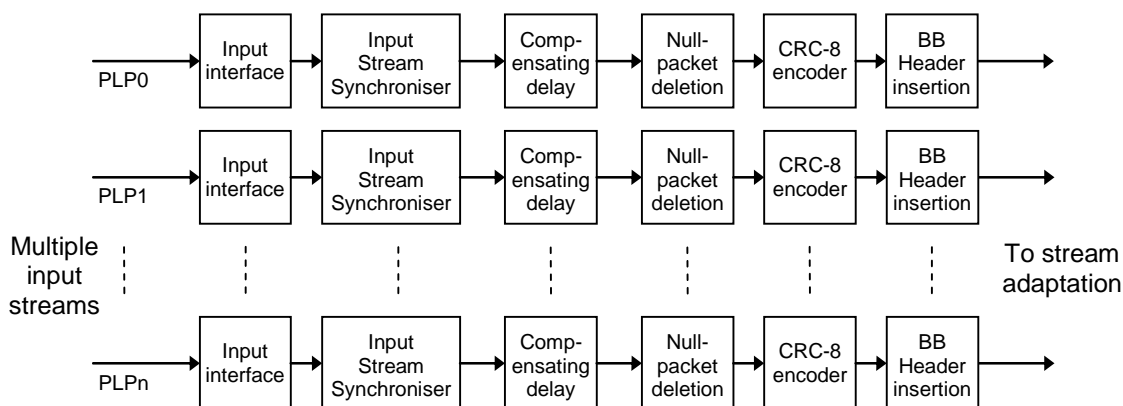 PLP0
Input
interface
Input
Stream
Synchroniser
Comp-
ensating
delay
Null-
packet
deletion
CRC-8
encoder
BB
Header
insertion
PLP1
Input
interface
Input
Stream
Synchroniser
Comp-
ensating
delay
Null-
packet
deletion
CRC-8
encoder
BB
Header
insertion
Multiple
input
streams
To stream
adaptation
PLPn
Input
interface
Input
Stream
Synchroniser
Comp-
ensating
delay
Null-
packet
deletion
CRC-8
encoder
BB
Header
insertion